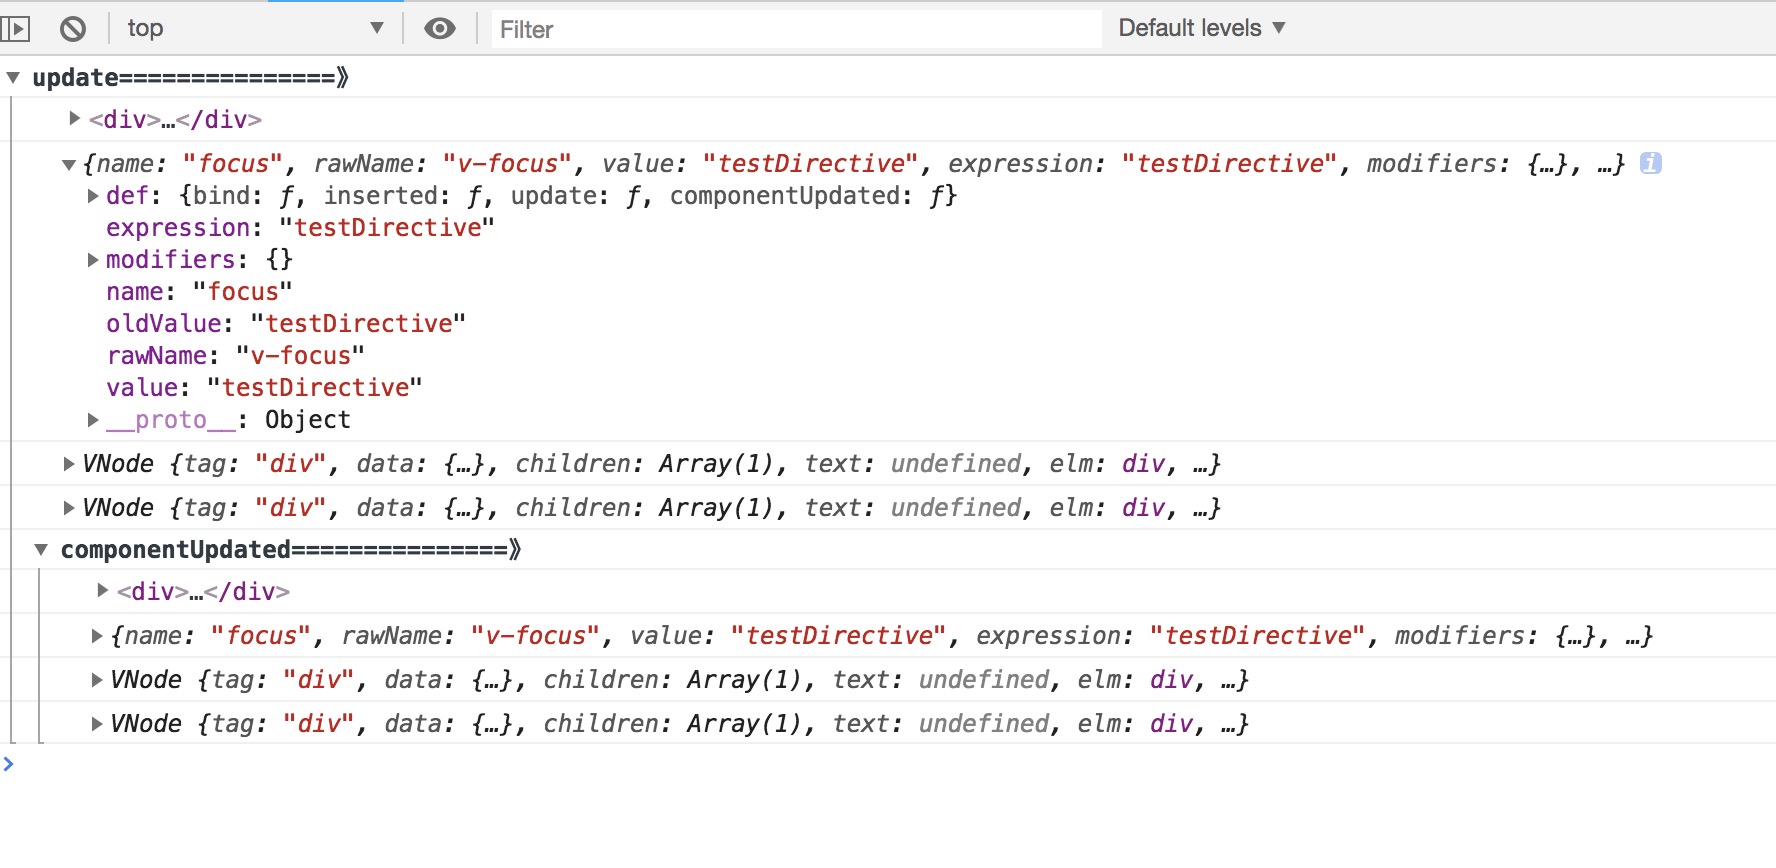 top Filter Default levels
update===============》
<div>…</div>
{name: "focus", rawName: "v-focus", value: "testDirective", expression: "testDirective", modifiers: {…}, …} i
def: {bind: ƒ, inserted: ƒ, update: ƒ, componentUpdated: ƒ}
expression: "testDirective"
modifiers: {}
name: "focus"
oldValue: "testDirective"
rawName: "v-focus"
value: "testDirective"
__proto__: Object
VNode {tag: "div", data: {…}, children: Array(1), text: undefined, elm: div, …}
VNode {tag: "div", data: {…}, children: Array(1), text: undefined, elm: div, …}
componentUpdated===============》
<div>…</div>
{name: "focus", rawName: "v-focus", value: "testDirective", expression: "testDirective", modifiers: {…}, …}
VNode {tag: "div", data: {…}, children: Array(1), text: undefined, elm: div, …}
VNode {tag: "div", data: {…}, children: Array(1), text: undefined, elm: div, …}